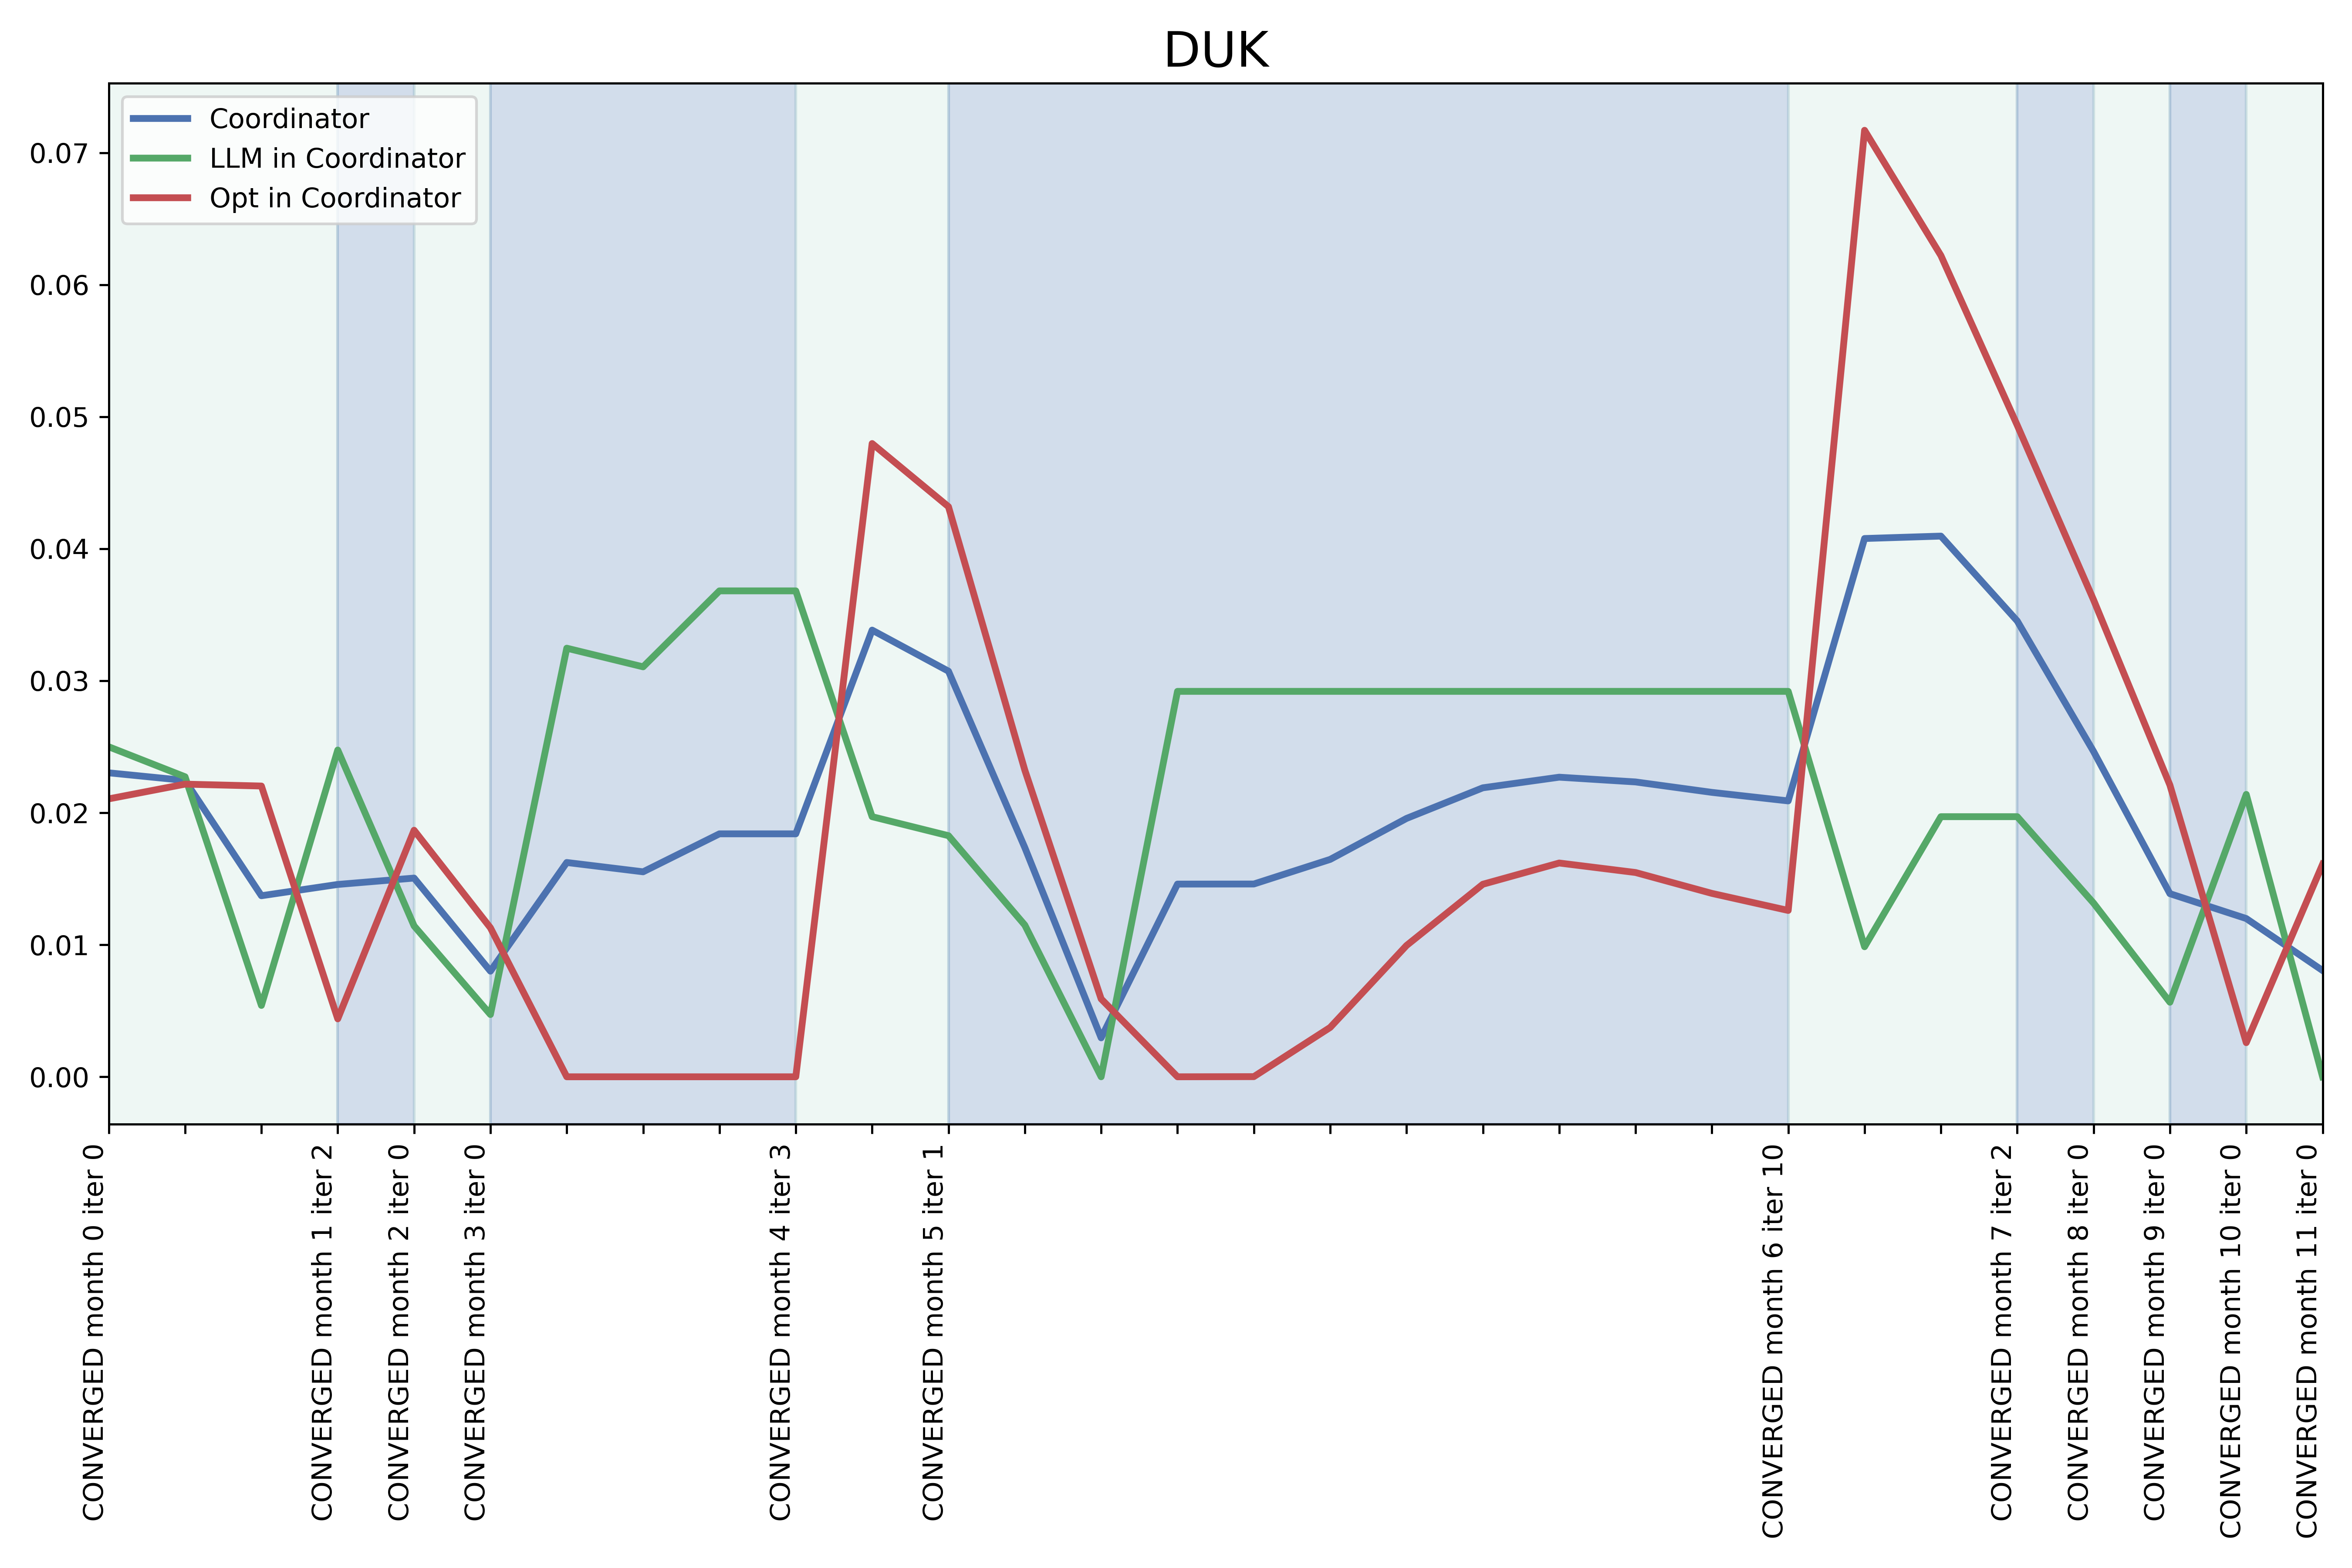 DUK
Coordinator
LLM in Coordinator
Opt in Coordinator
0.07
0.06
0.05
0.04
0.03
0.02
0.01
0.00
CONVERGED month 0 iter 0
CONVERGED month 1 iter 2
CONVERGED month 2 iter 0
CONVERGED month 3 iter 0
CONVERGED month 4 iter 3
CONVERGED month 5 iter 1
CONVERGED month 6 iter 10
CONVERGED month 7 iter 2
CONVERGED month 8 iter 0
CONVERGED month 9 iter 0
CONVERGED month 10 iter 0
CONVERGED month 11 iter 0